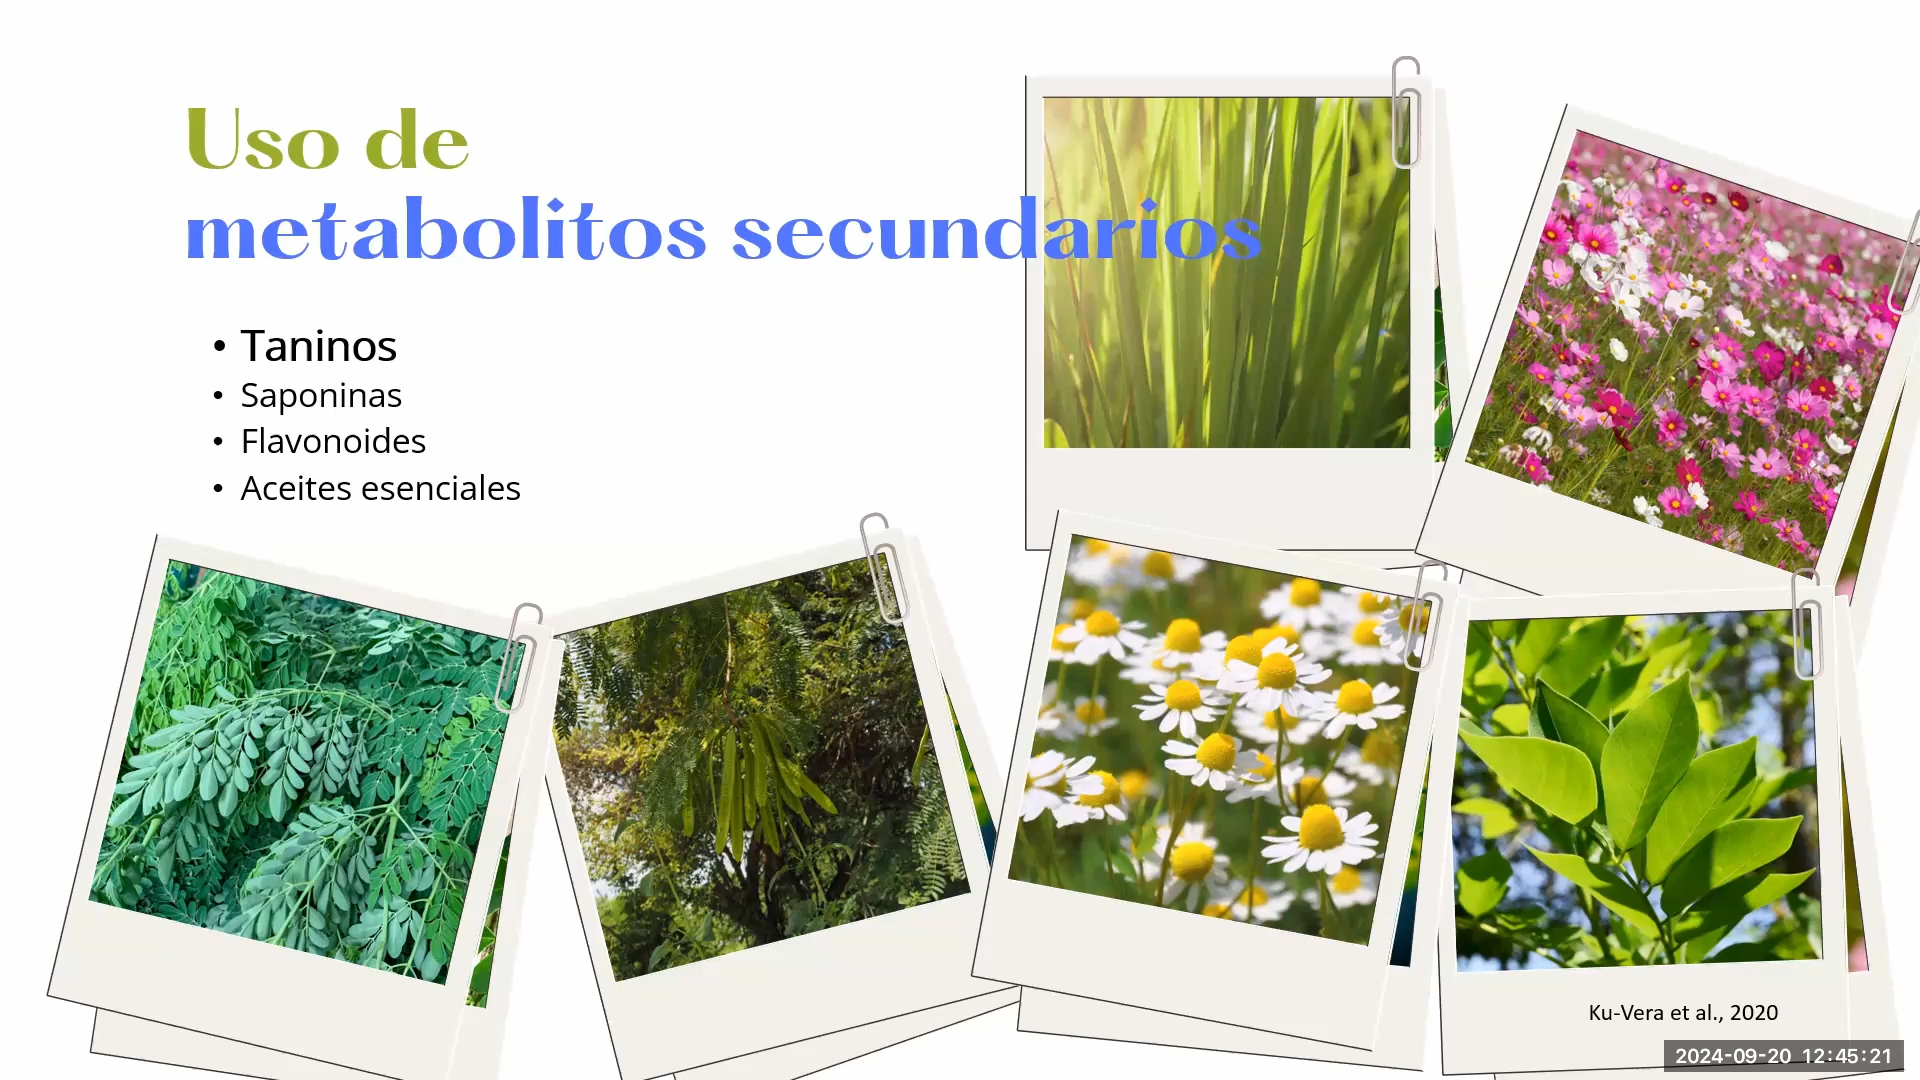 Uso de
metabolitos secundarios
• Taninos
• Saponinas
• Flavonoides
• Aceites esenciales
Ku-Vera et al., 2020
2024-09-20 12:45:21